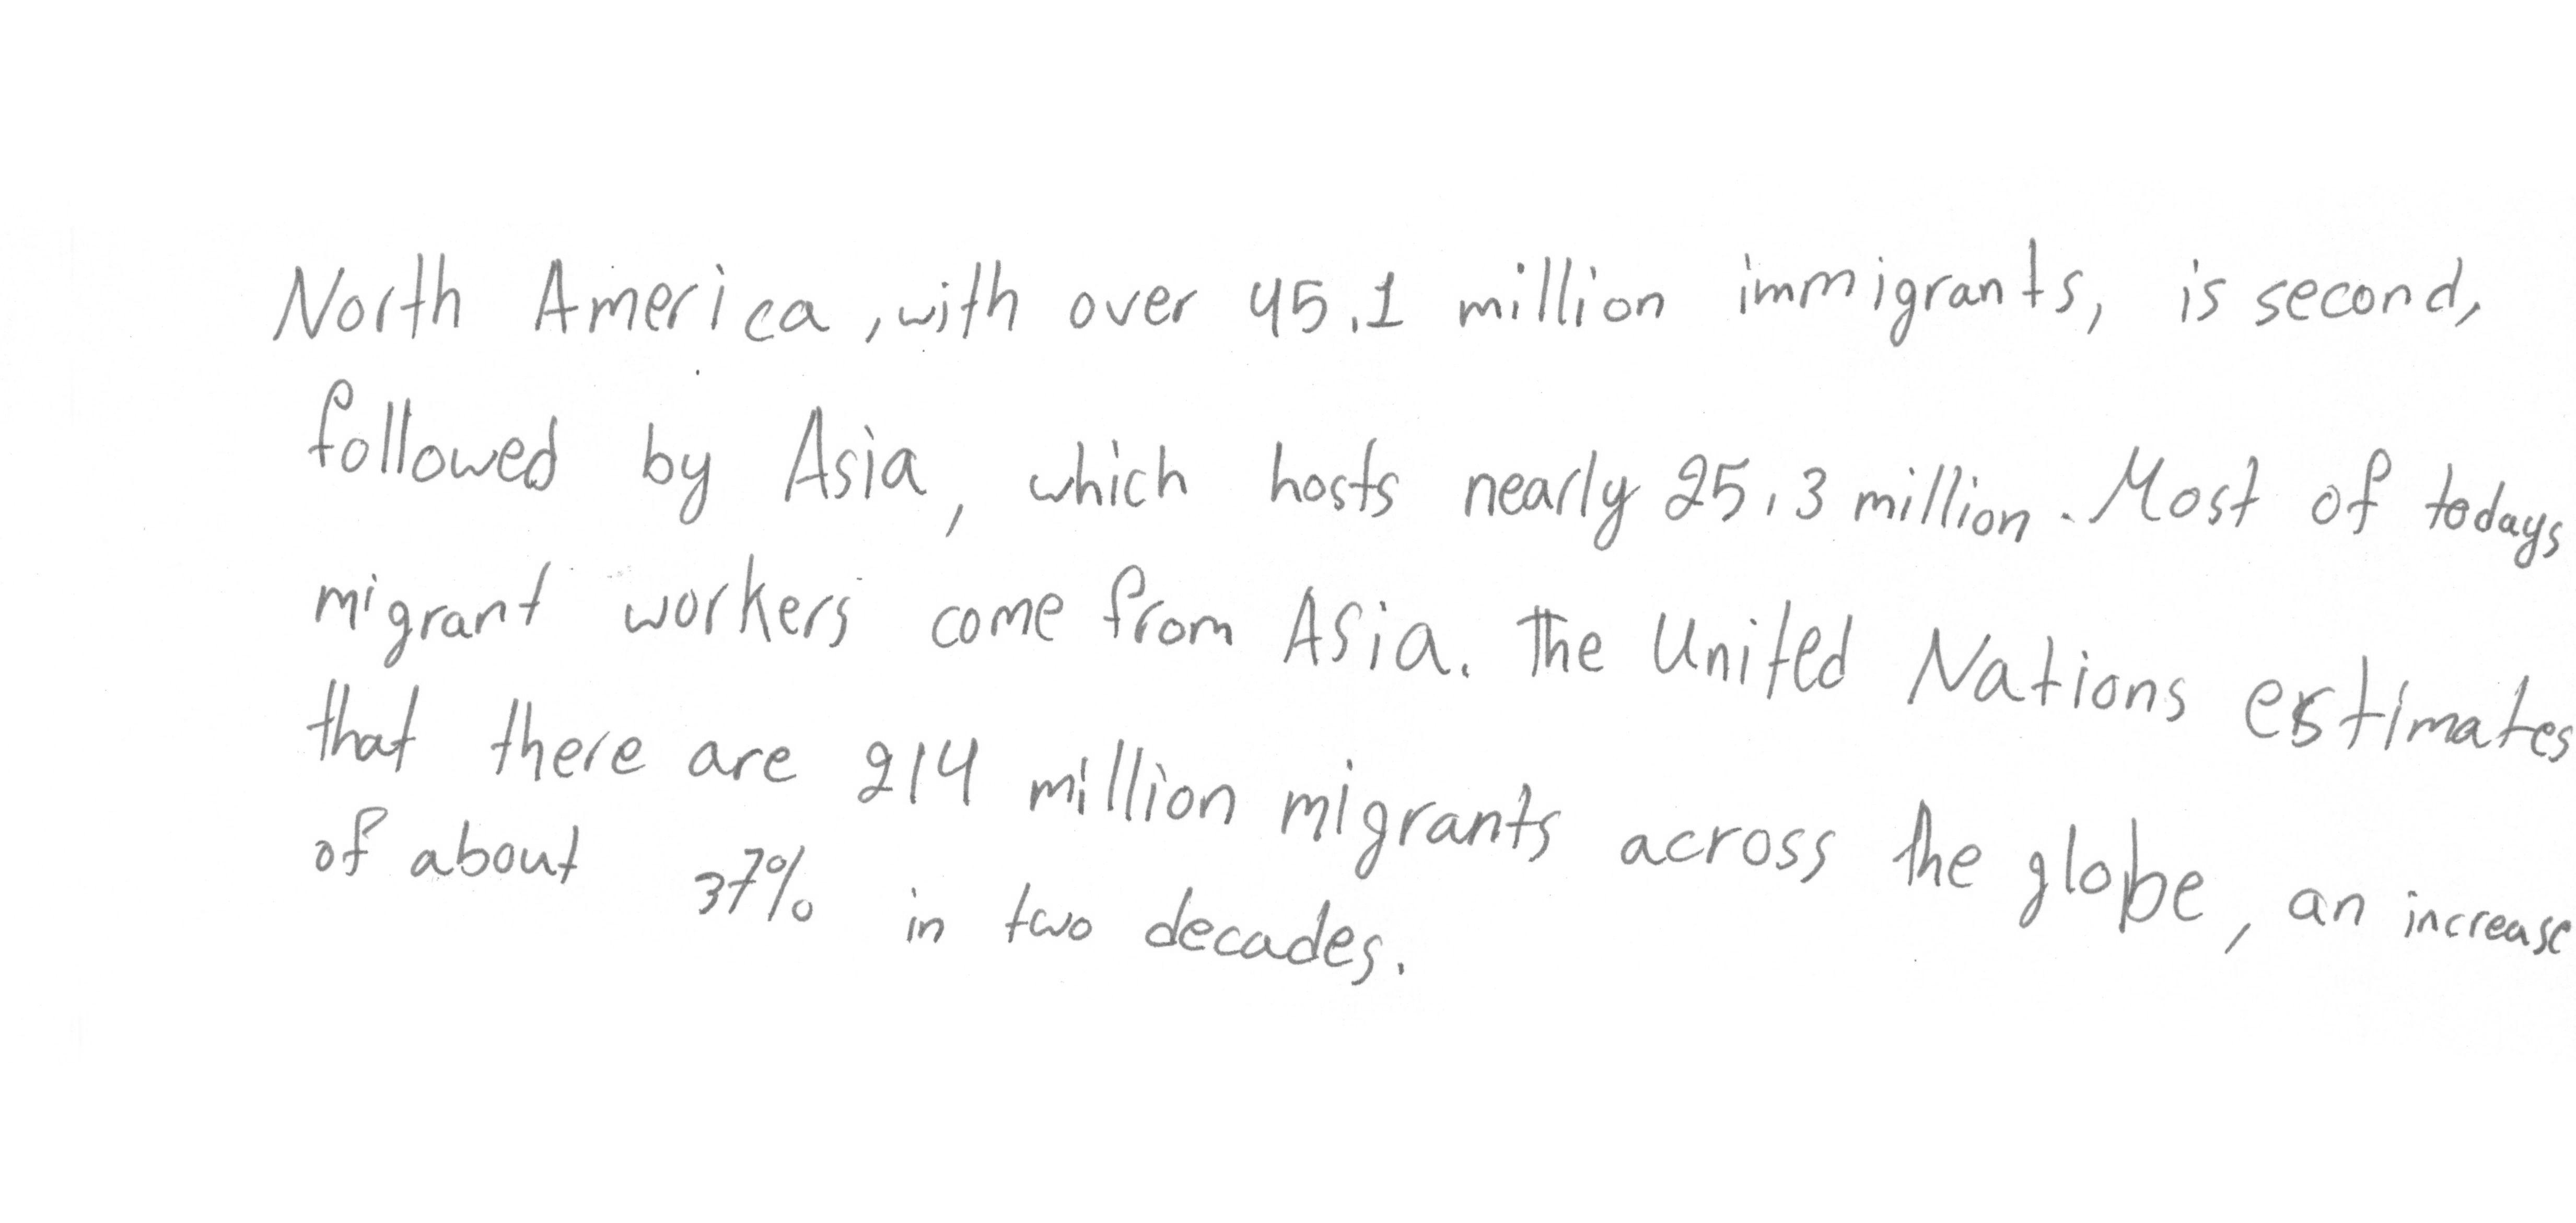 North America, with over 45.1 million immigrants, is second,
followed by Asia, which hosts nearly 25.3 million. Most of todays
migrant workers come from Asia. The United Nations estimates
that there are 214 million migrants across the globe, an increase
of about 37% in two decades.